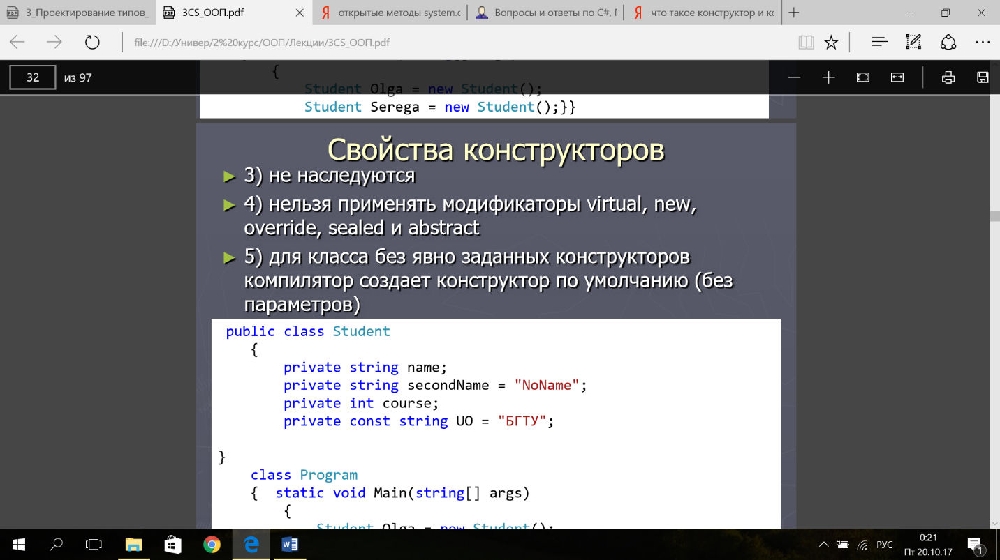 3_Проектирование типов_
3CS_ООП.pdf
открытые методы system.o
Вопросы и ответы по C#,
что такое конструктор и ко
file:///D:/Универ/2%20курс/ООП/Лекции/3CS_ООП.pdf
32 из 97
{
Student Olga = new Student();
Student Serega = new Student();}}
Свойства конструкторов
► 3) не наследуются
► 4) нельзя применять модификаторы virtual, new,
override, sealed и abstract
► 5) для класса без явно заданных конструкторов
компилятор создает конструктор по умолчанию (без
параметров)
public class Student
{
private string name;
private string secondName = "NoName";
private int course;
private const string UO = "БГТУ";
}
class Program
{ static void Main(string[] args)
{
Student Olga = new Student();
РУС
0:21
Пт 20.10.17
1